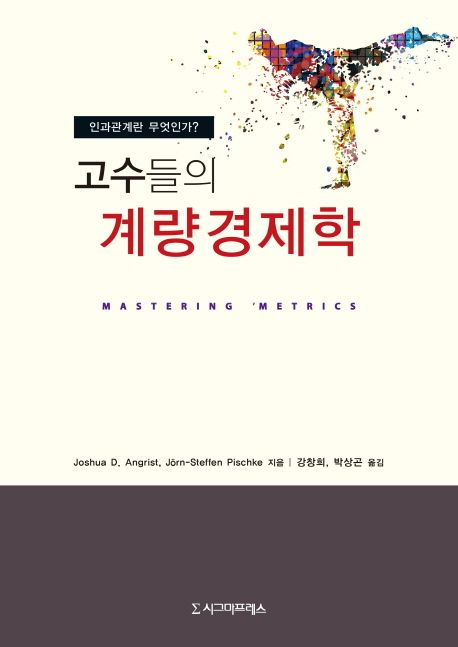 인과관계란 무엇인가?
고수들의
계량경제학
MASTERING 'METRICS
Joshua D. Angrist, Jörn-Steffen Pischke 지음 | 강창희, 박상곤 옮김
Σ 시그마프레스